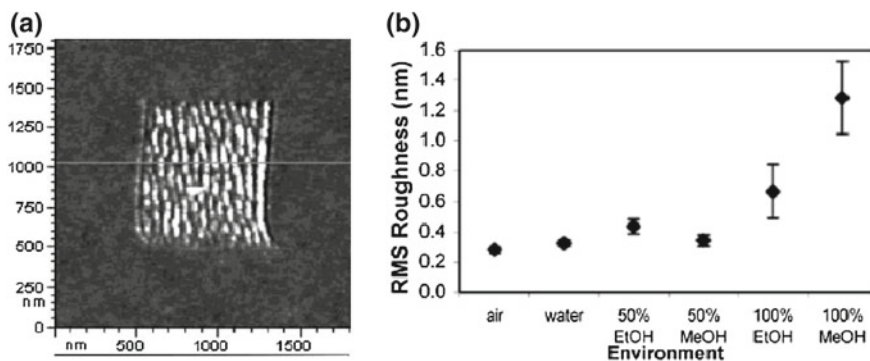 (a)
1750
1500
1250
1000
750
500
250
nm
0
nm 500 1000 1500
(b)
RMS Roughness (nm)
1.6
1.4
1.2
1.0
0.8
0.6
0.4
0.2
0.0
air water 50% 50% 100% 100%
EtOH MeOH EtOH MeOH
Environment